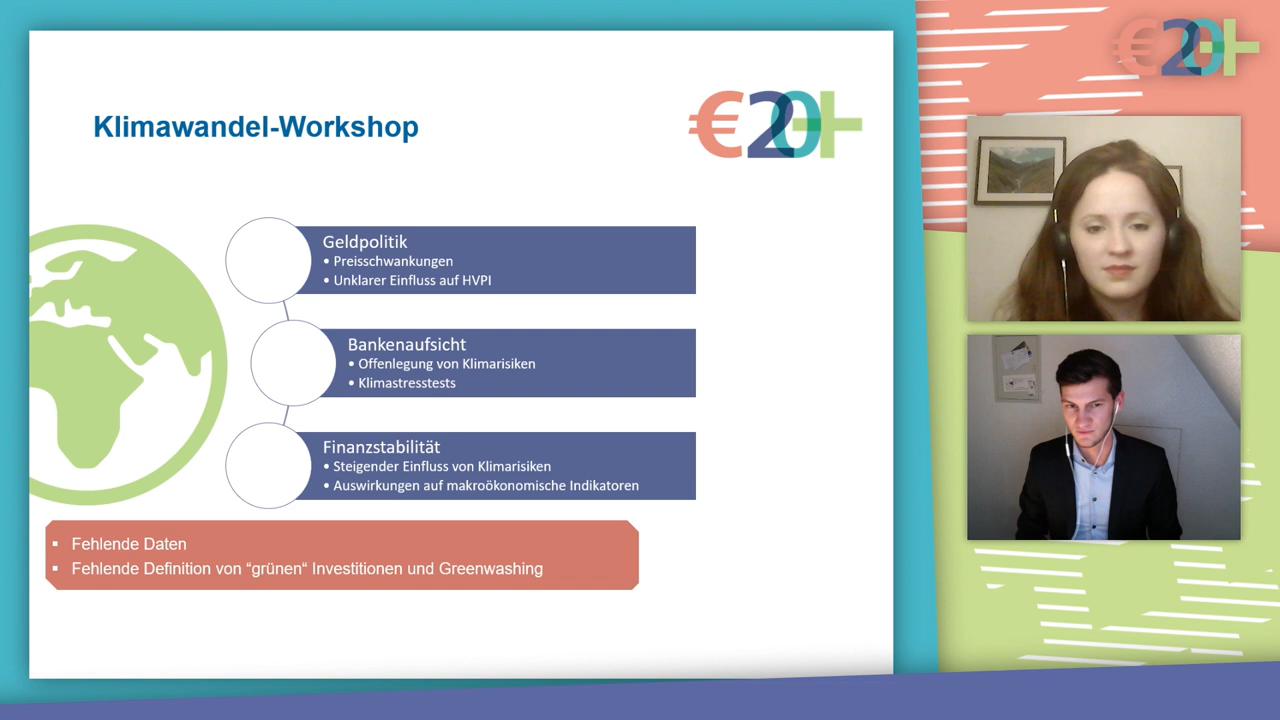 €20+
Klimawandel-Workshop
€20+
Geldpolitik
• Preisschwankungen
• Unklarer Einfluss auf HVPI
Bankenaufsicht
• Offenlegung von Klimarisiken
• Klimastresstests
Finanzstabilität
• Steigender Einfluss von Klimarisiken
• Auswirkungen auf makroökonomische Indikatoren
▪ Fehlende Daten
▪ Fehlende Definition von “grünen“ Investitionen und Greenwashing